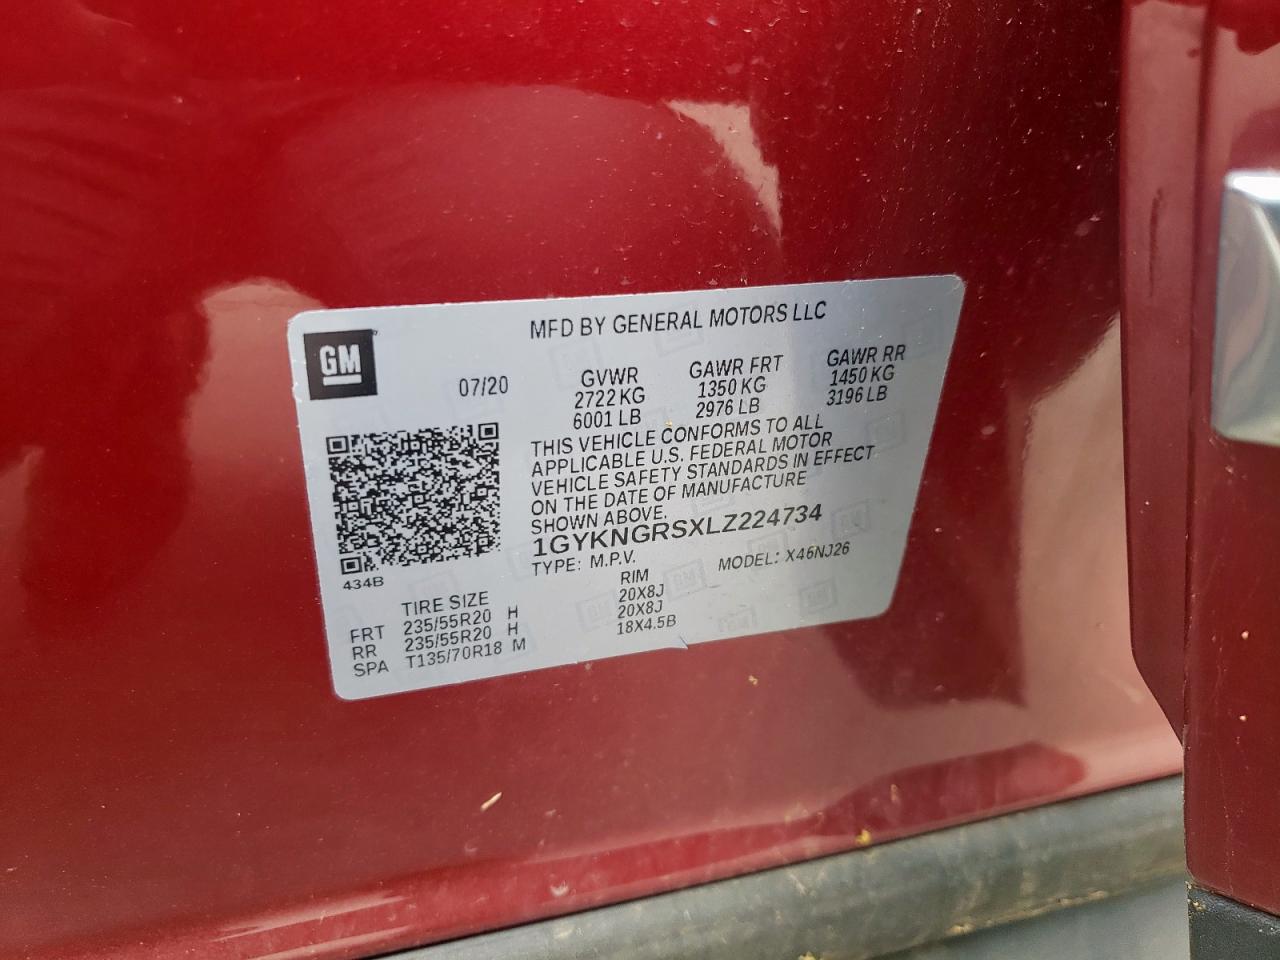 MFD BY GENERAL MOTORS LLC
GM
07/20
GVWR
2722 KG
6001 LB
GAWR FRT
1350 KG
2976 LB
GAWR RR
1450 KG
3196 LB
THIS VEHICLE CONFORMS TO ALL
APPLICABLE U.S. FEDERAL MOTOR
VEHICLE SAFETY STANDARDS IN EFFECT
ON THE DATE OF MANUFACTURE
SHOWN ABOVE.
1GYKNGRSXLZ224734
TYPE: M.P.V. MODEL: X46NJ26
434B
TIRE SIZE RIM
FRT 235/55R20 H 20X8J
RR 235/55R20 H 20X8J
SPA T135/70R18 M 18X4.5B